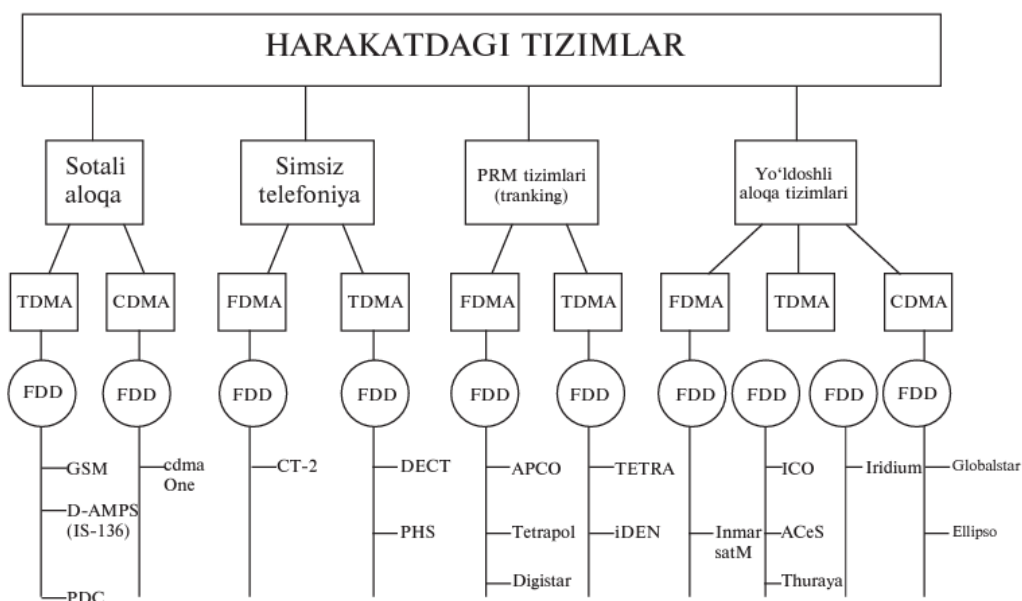 HARAKATDAGI TIZIMLAR
Sotali
aloqa
Simsiz
telefoniya
PRM tizimlari
(tranking)
Yo‘ldoshli
aloqa tizimlari
TDMA
CDMA
FDMA
TDMA
FDMA
TDMA
FDMA
TDMA
CDMA
FDD
FDD
FDD
FDD
FDD
FDD
FDD
FDD
FDD
FDD
GSM
D-AMPS
(IS-136)
PDC
cdma
One
CT-2
DECT
PHS
APCO
Tetrapol
Digistar
TETRA
iDEN
Inmar
satM
ICO
ACeS
Thuraya
Iridium
Globalstar
Ellipso